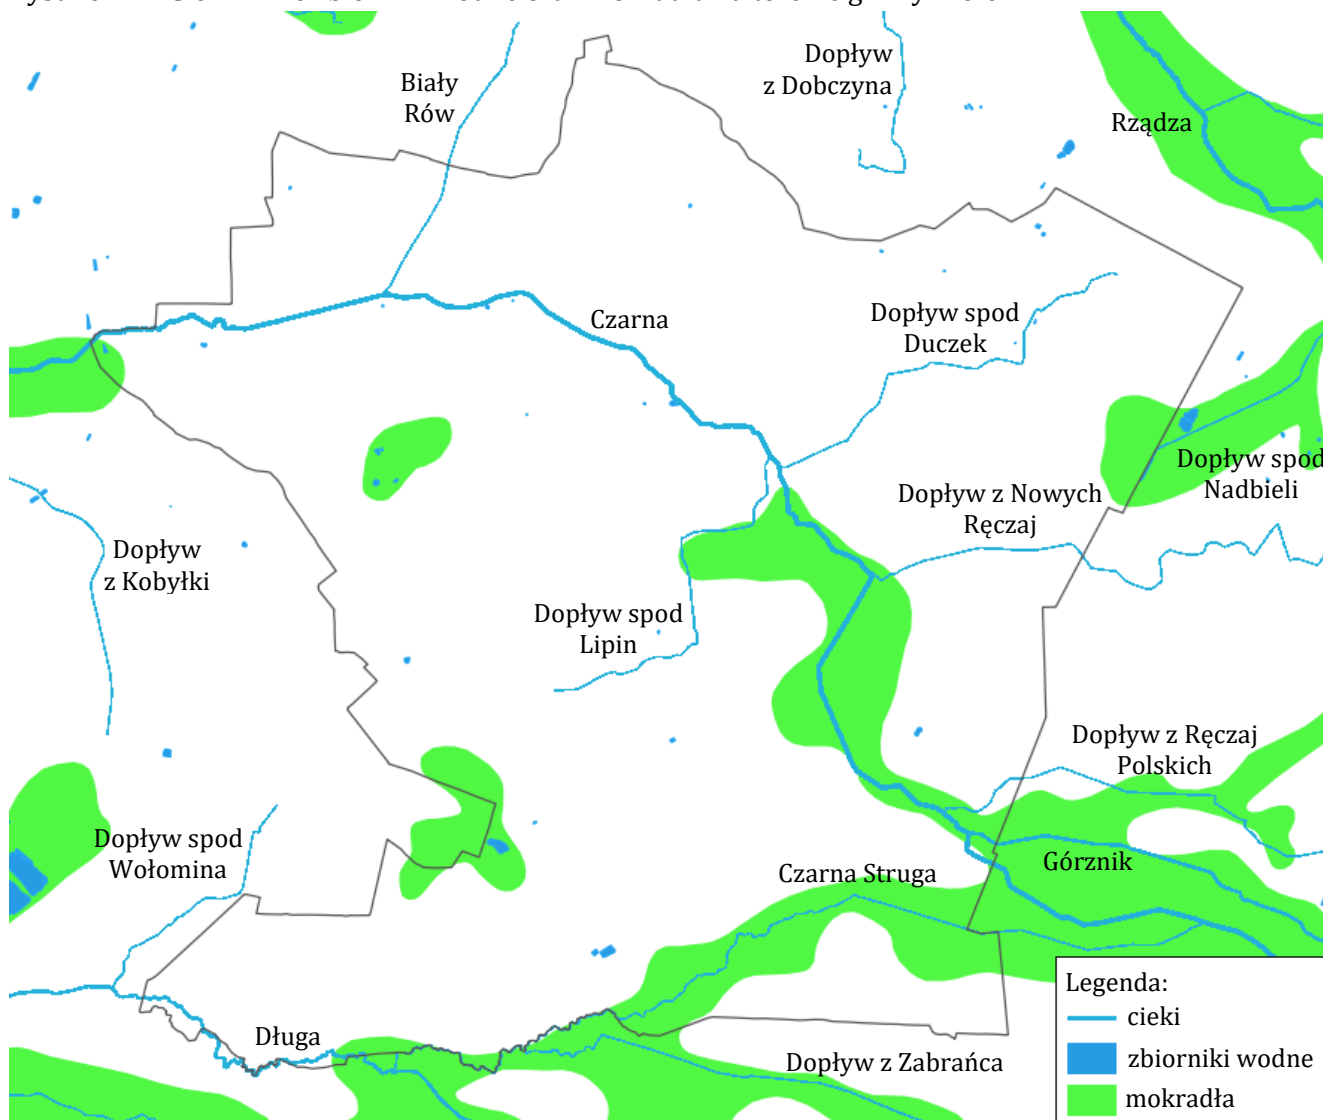 Dopływ
z Dobczyna
Biały
Rów
Rządza
Czarna
Dopływ spod
Duczek
Dopływ spod
Nadbieli
Dopływ z Nowych
Ręczaj
Dopływ
z Kobyłki
Dopływ spod
Lipin
Dopływ z Ręczaj
Polskich
Dopływ spod
Wołomina
Górznik
Czarna Struga
Długa
Dopływ z Zabrańca
Legenda:
cieki
zbiorniki wodne
mokradła